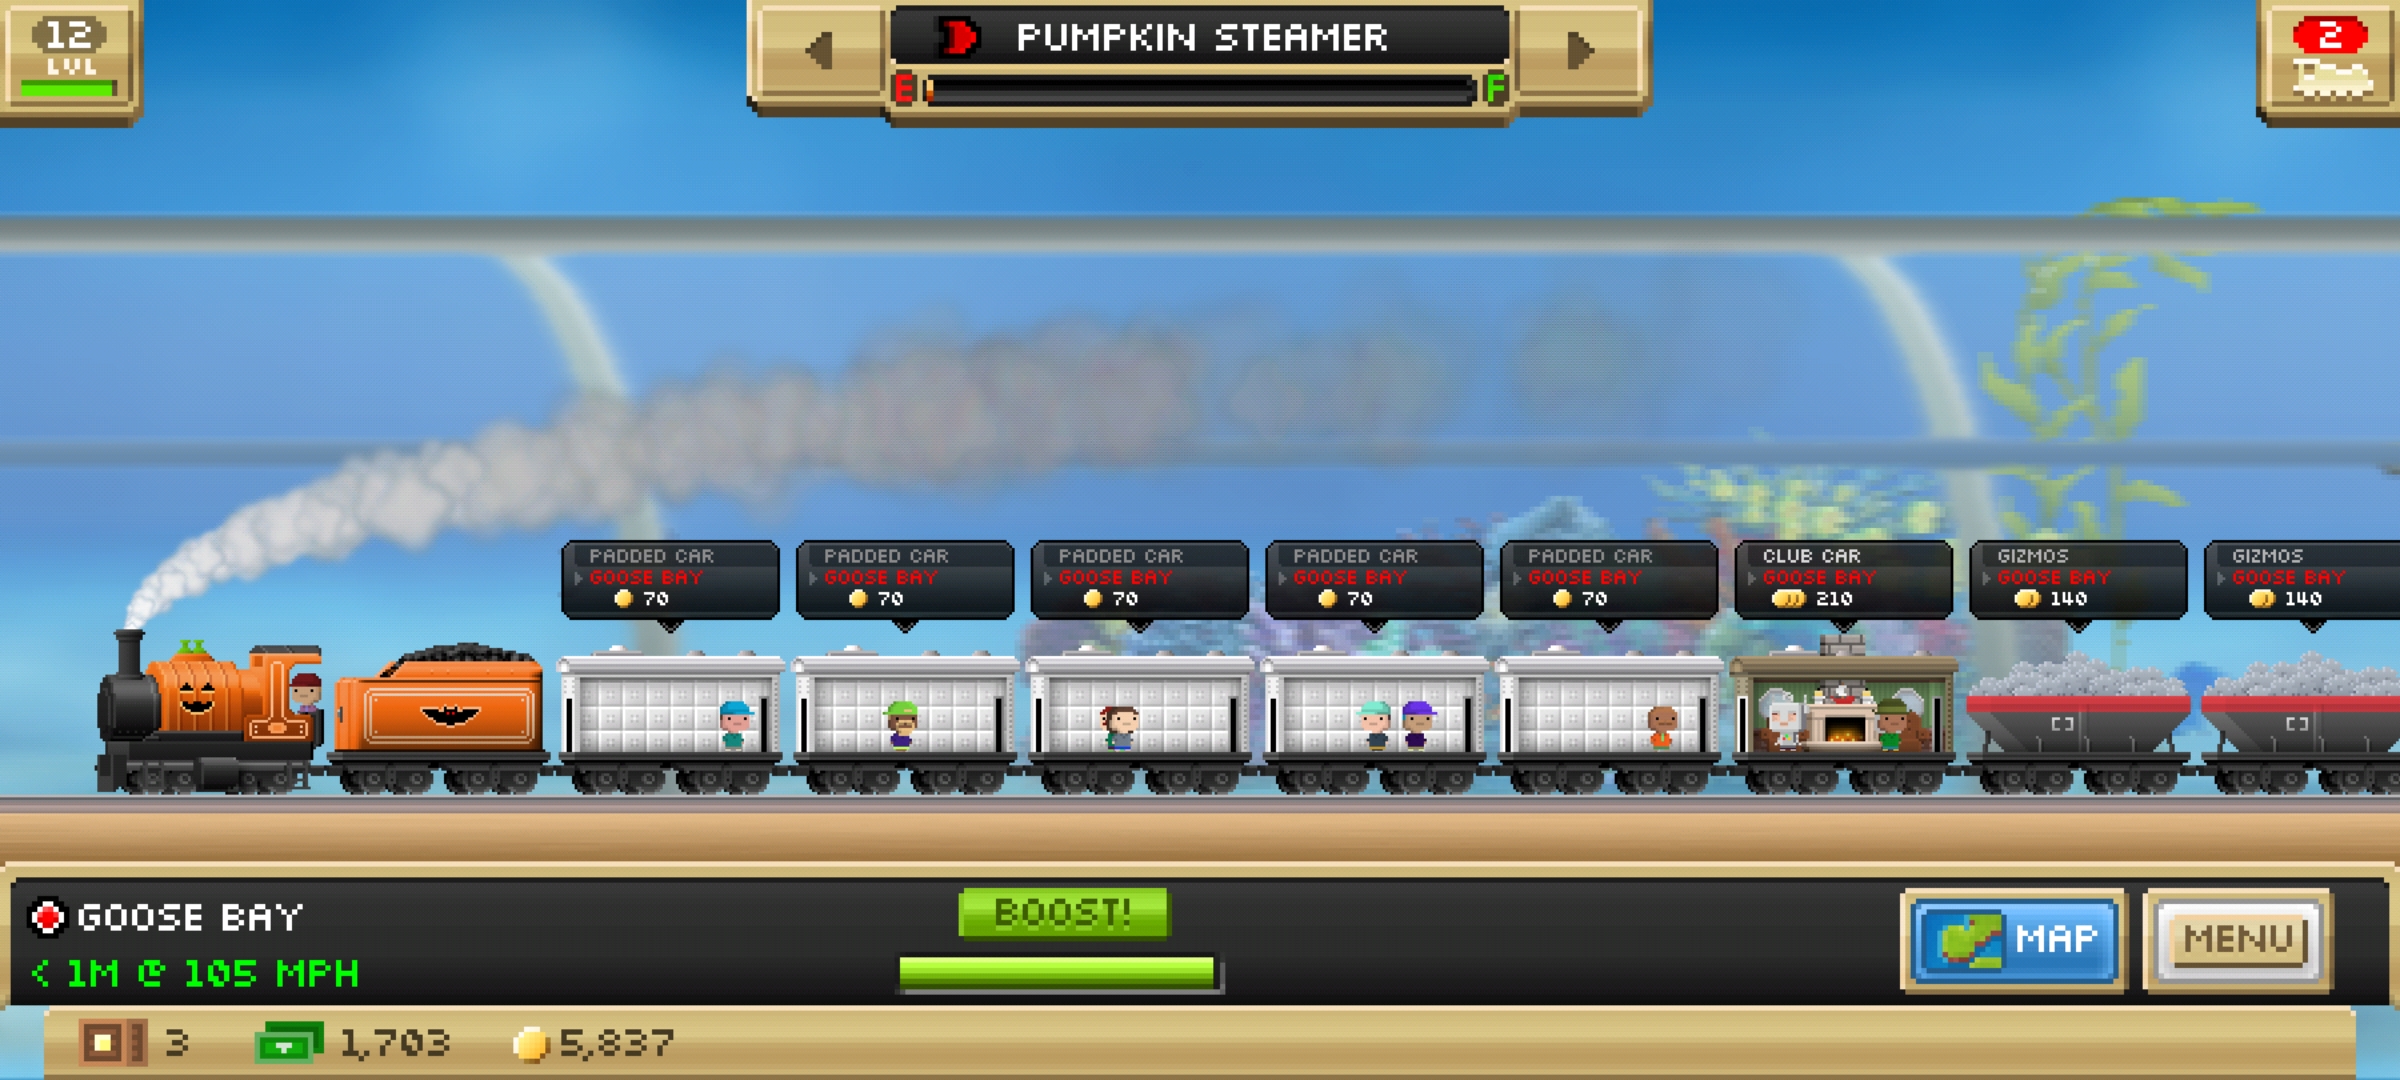 12
LVL
PUMPKIN STEAMER
E
F
2
PADDED CAR
GOOSE BAY
70
PADDED CAR
GOOSE BAY
70
PADDED CAR
GOOSE BAY
70
PADDED CAR
GOOSE BAY
70
PADDED CAR
GOOSE BAY
70
CLUB CAR
GOOSE BAY
210
GIZMOS
GOOSE BAY
140
GIZMOS
GOOSE BAY
140
GOOSE BAY
< 1M @ 105 MPH
BOOST!
MAP
MENU
3
1,703
5,837